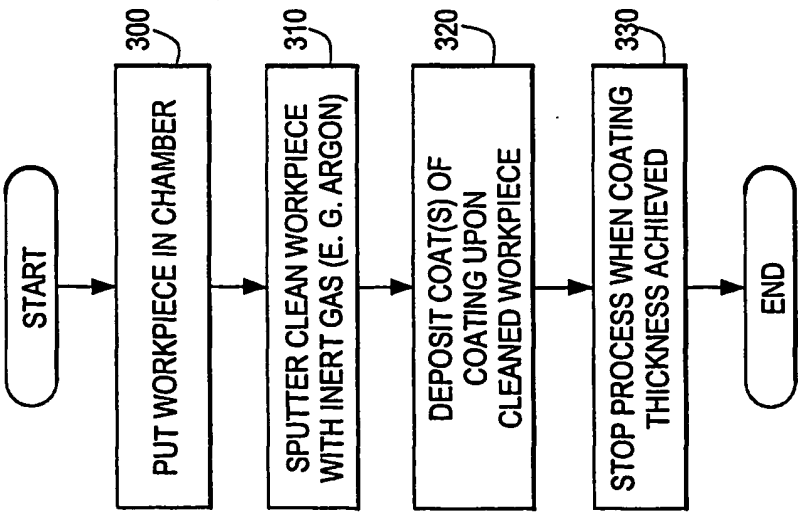 START
300
PUT WORKPIECE IN CHAMBER
310
SPUTTER CLEAN WORKPIECE
WITH INERT GAS (E. G. ARGON)
320
DEPOSIT COAT(S) OF
COATING UPON
CLEANED WORKPIECE
330
STOP PROCESS WHEN COATING
THICKNESS ACHIEVED
END